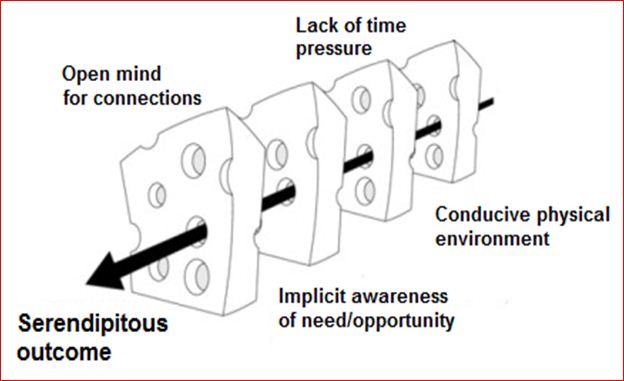 Lack of time
pressure
Open mind
for connections
Conducive physical
environment
Implicit awareness
of need/opportunity
Serendipitous
outcome